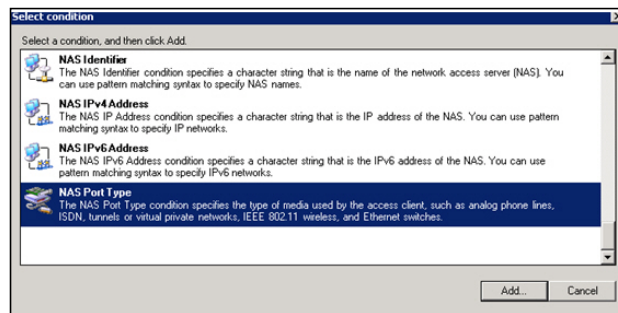 Select condition
Select a condition, and then click Add.
NAS Identifier
The NAS Identifier condition specifies a character string that is the name of the network access server (NAS). You
can use pattern matching syntax to specify NAS names.
NAS IPv4 Address
The NAS IP Address condition specifies a character string that is the IP address of the NAS. You can use pattern
matching syntax to specify IP networks.
NAS IPv6 Address
The NAS IPv6 Address condition specifies a character string that is the IPv6 address of the NAS. You can use
pattern matching syntax to specify IPv6 networks.
NAS Port Type
The NAS Port Type condition specifies the type of media used by the access client, such as analog phone lines,
ISDN, tunnels or virtual private networks, IEEE 802.11 wireless, and Ethernet switches.
Add... Cancel